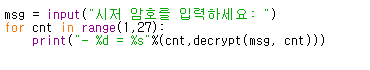 msg = input("시저 암호를 입력하세요: ")
for cnt in range(1,27):
    print("- %d = %s"%(cnt,decrypt(msg, cnt)))